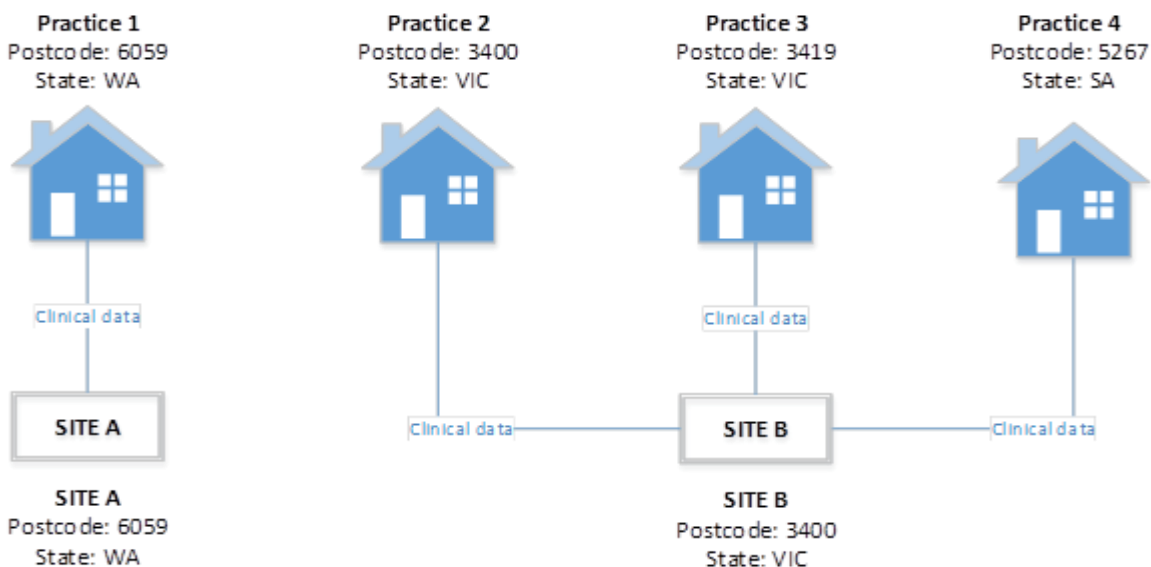 Practice 1
Postcode: 6059
State: WA
Practice 2
Postcode: 3400
State: VIC
Practice 3
Postcode: 3419
State: VIC
Practice 4
Postcode: 5267
State: SA
Clinical data
Clinical data
Clinical data
Clinical data
SITE A
SITE B
SITE A
Postcode: 6059
State: WA
SITE B
Postcode: 3400
State: VIC